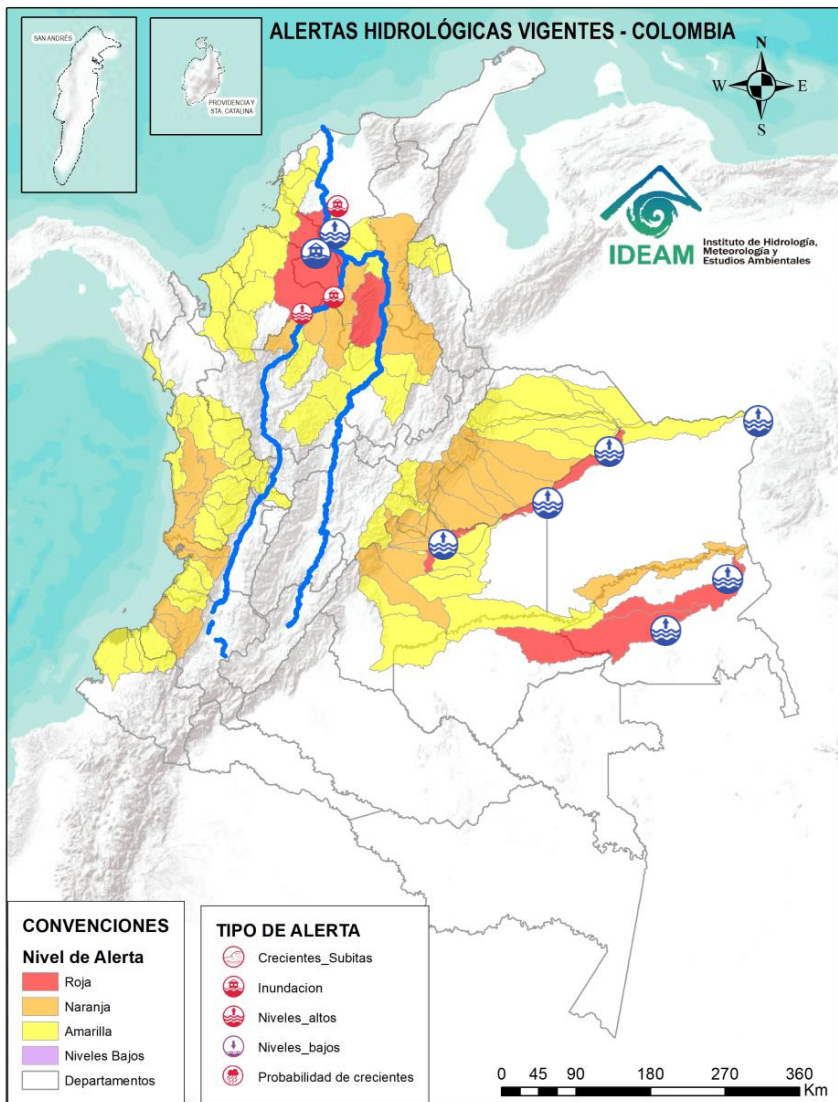 ALERTAS HIDROLÓGICAS VIGENTES - COLOMBIA
SAN ANDRÉS
PROVIDENCIA Y
STA. CATALINA
N
W
E
S
IDEAM
Instituto de Hidrología,
Meteorología y
Estudios Ambientales
CONVENCIONES
Nivel de Alerta
Roja
Naranja
Amarilla
Niveles Bajos
Departamentos
TIPO DE ALERTA
Crecientes_Subitas
Inundacion
Niveles_altos
Niveles_bajos
Probabilidad de crecientes
0 45 90 180 270 360
Km